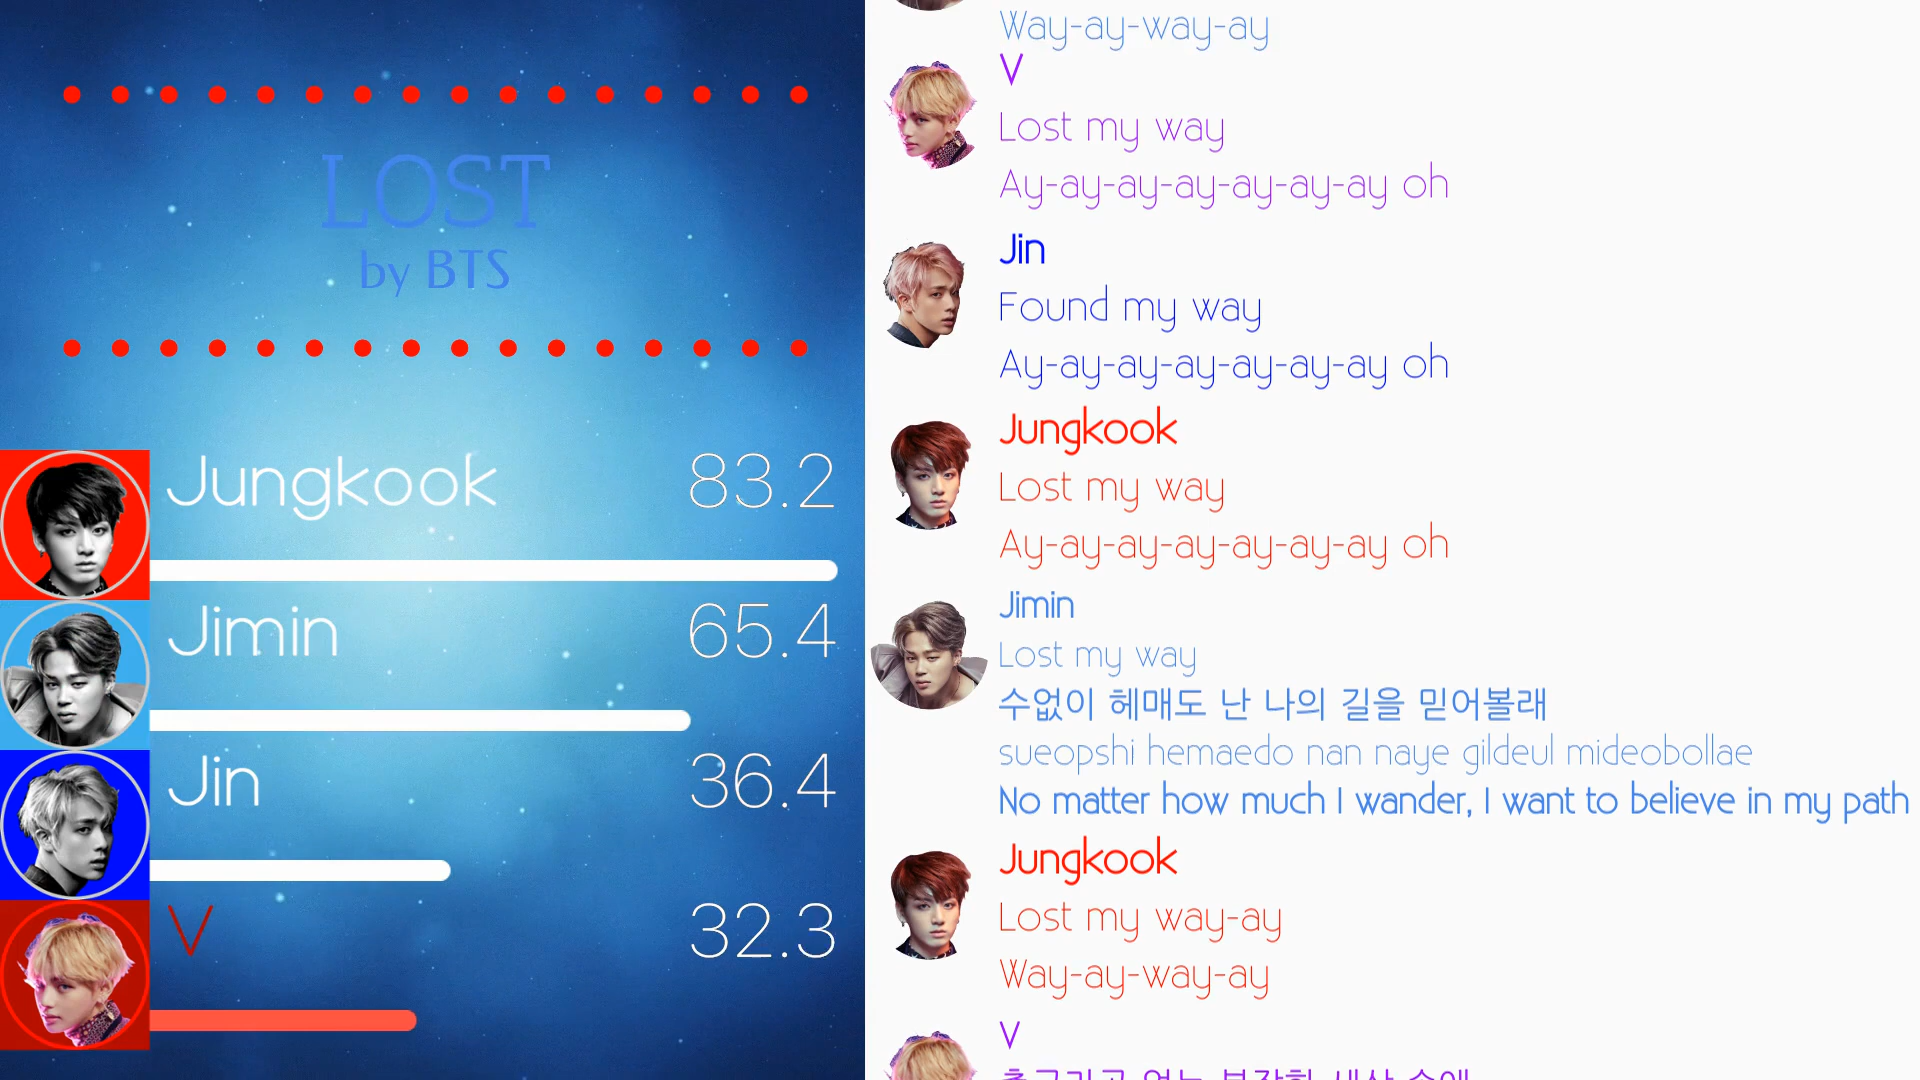 LOST
by BTS
Jungkook 83.2
Jimin 65.4
Jin 36.4
V 32.3
Way-ay-way-ay
V
Lost my way
Ay-ay-ay-ay-ay-ay-ay oh
Jin
Found my way
Ay-ay-ay-ay-ay-ay-ay oh
Jungkook
Lost my way
Ay-ay-ay-ay-ay-ay-ay oh
Jimin
Lost my way
수없이 헤매도 난 나의 길을 믿어볼래
sueopshi hemaedo nan naye gildeul mideobollae
No matter how much I wander, I want to believe in my path
Jungkook
Lost my way-ay
Way-ay-way-ay
V